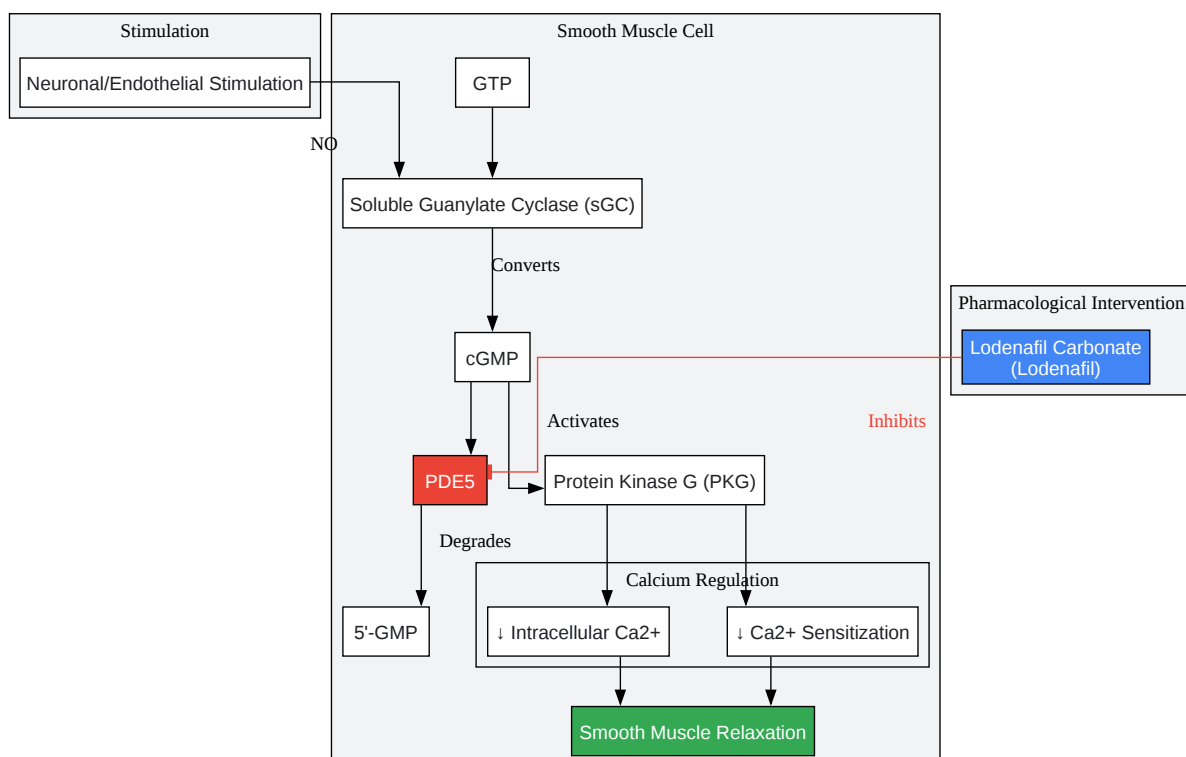 Stimulation
Smooth Muscle Cell
Neuronal/Endothelial Stimulation
GTP
NO
Soluble Guanylate Cyclase (sGC)
Converts
Pharmacological Intervention
Lodenafil Carbonate
(Lodenafil)
cGMP
Activates
Inhibits
PDE5
Protein Kinase G (PKG)
Degrades
Calcium Regulation
5'-GMP
↓ Intracellular Ca2+
↓ Ca2+ Sensitization
Smooth Muscle Relaxation